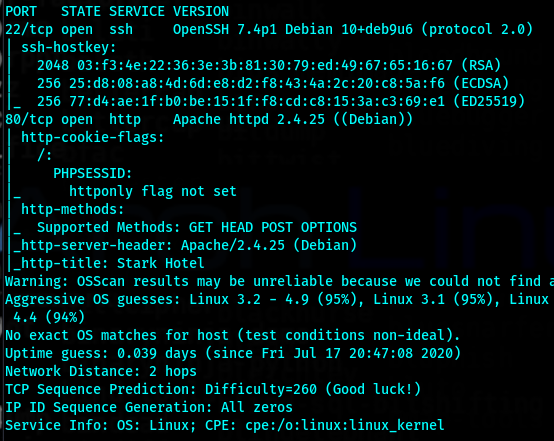 PORT   STATE SERVICE VERSION
22/tcp open  ssh     OpenSSH 7.4p1 Debian 10+deb9u6 (protocol 2.0)
| ssh-hostkey:
|   2048 03:f3:4e:22:36:3e:3b:81:30:79:ed:49:67:65:16:67 (RSA)
|   256 25:d8:08:a8:4d:6d:e8:d2:f8:43:4a:2c:20:c8:5a:f6 (ECDSA)
|_  256 77:d4:ae:1f:b0:be:15:1f:f8:cd:c8:15:3a:c3:69:e1 (ED25519)
80/tcp open  http    Apache httpd 2.4.25 ((Debian))
| http-cookie-flags:
|   /:
|     PHPSESSID:
|_      httponly flag not set
| http-methods:
|_  Supported Methods: GET HEAD POST OPTIONS
|_http-server-header: Apache/2.4.25 (Debian)
|_http-title: Stark Hotel
Warning: OSScan results may be unreliable because we could not find a
Aggressive OS guesses: Linux 3.2 - 4.9 (95%), Linux 3.1 (95%), Linux
 4.4 (94%)
No exact OS matches for host (test conditions non-ideal).
Uptime guess: 0.039 days (since Fri Jul 17 20:47:08 2020)
Network Distance: 2 hops
TCP Sequence Prediction: Difficulty=260 (Good luck!)
IP ID Sequence Generation: All zeros
Service Info: OS: Linux; CPE: cpe:/o:linux:linux_kernel